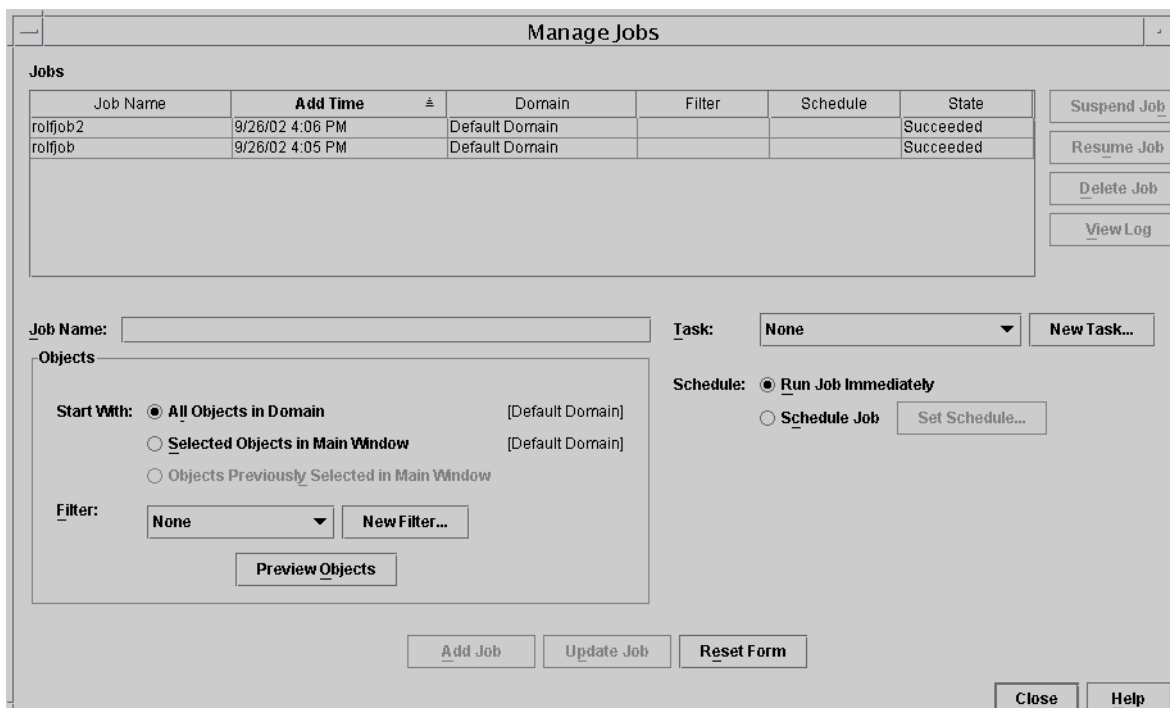 Manage Jobs
Jobs
Job Name Add Time Domain Filter Schedule State
rolfjob2 9/26/02 4:06 PM Default Domain Succeeded
rolfjob 9/26/02 4:05 PM Default Domain Succeeded
Suspend Job
Resume Job
Delete Job
View Log
Job Name:
Task: None New Task...
Objects
Start With: All Objects in Domain [Default Domain]
Selected Objects in Main Window [Default Domain]
Objects Previously Selected in Main Window
Filter: None New Filter...
Preview Objects
Schedule: Run Job Immediately
Schedule Job Set Schedule...
Add Job Update Job Reset Form
Close Help